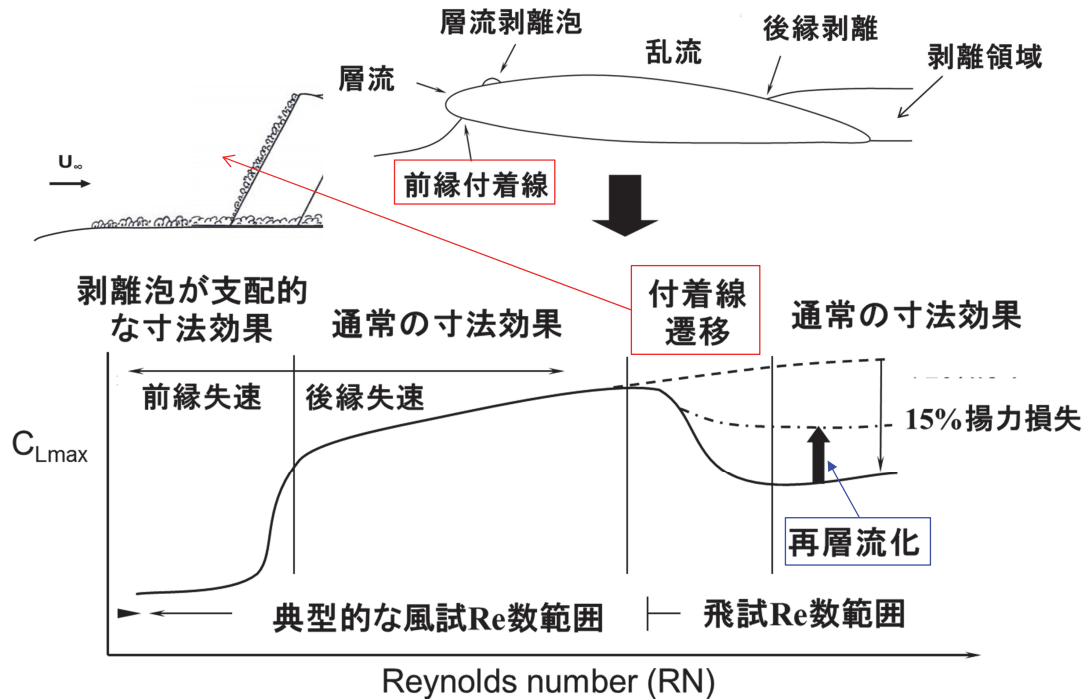 層流剥離泡
後縁剥離
乱流
剥離領域
層流
U∞
前縁付着線
剥離泡が支配的
な寸法効果
通常の寸法効果
付着線
遷移
通常の寸法効果
前縁失速
後縁失速
15%揚力損失
CLmax
再層流化
典型的な風試Re数範囲
飛試Re数範囲
Reynolds number (RN)